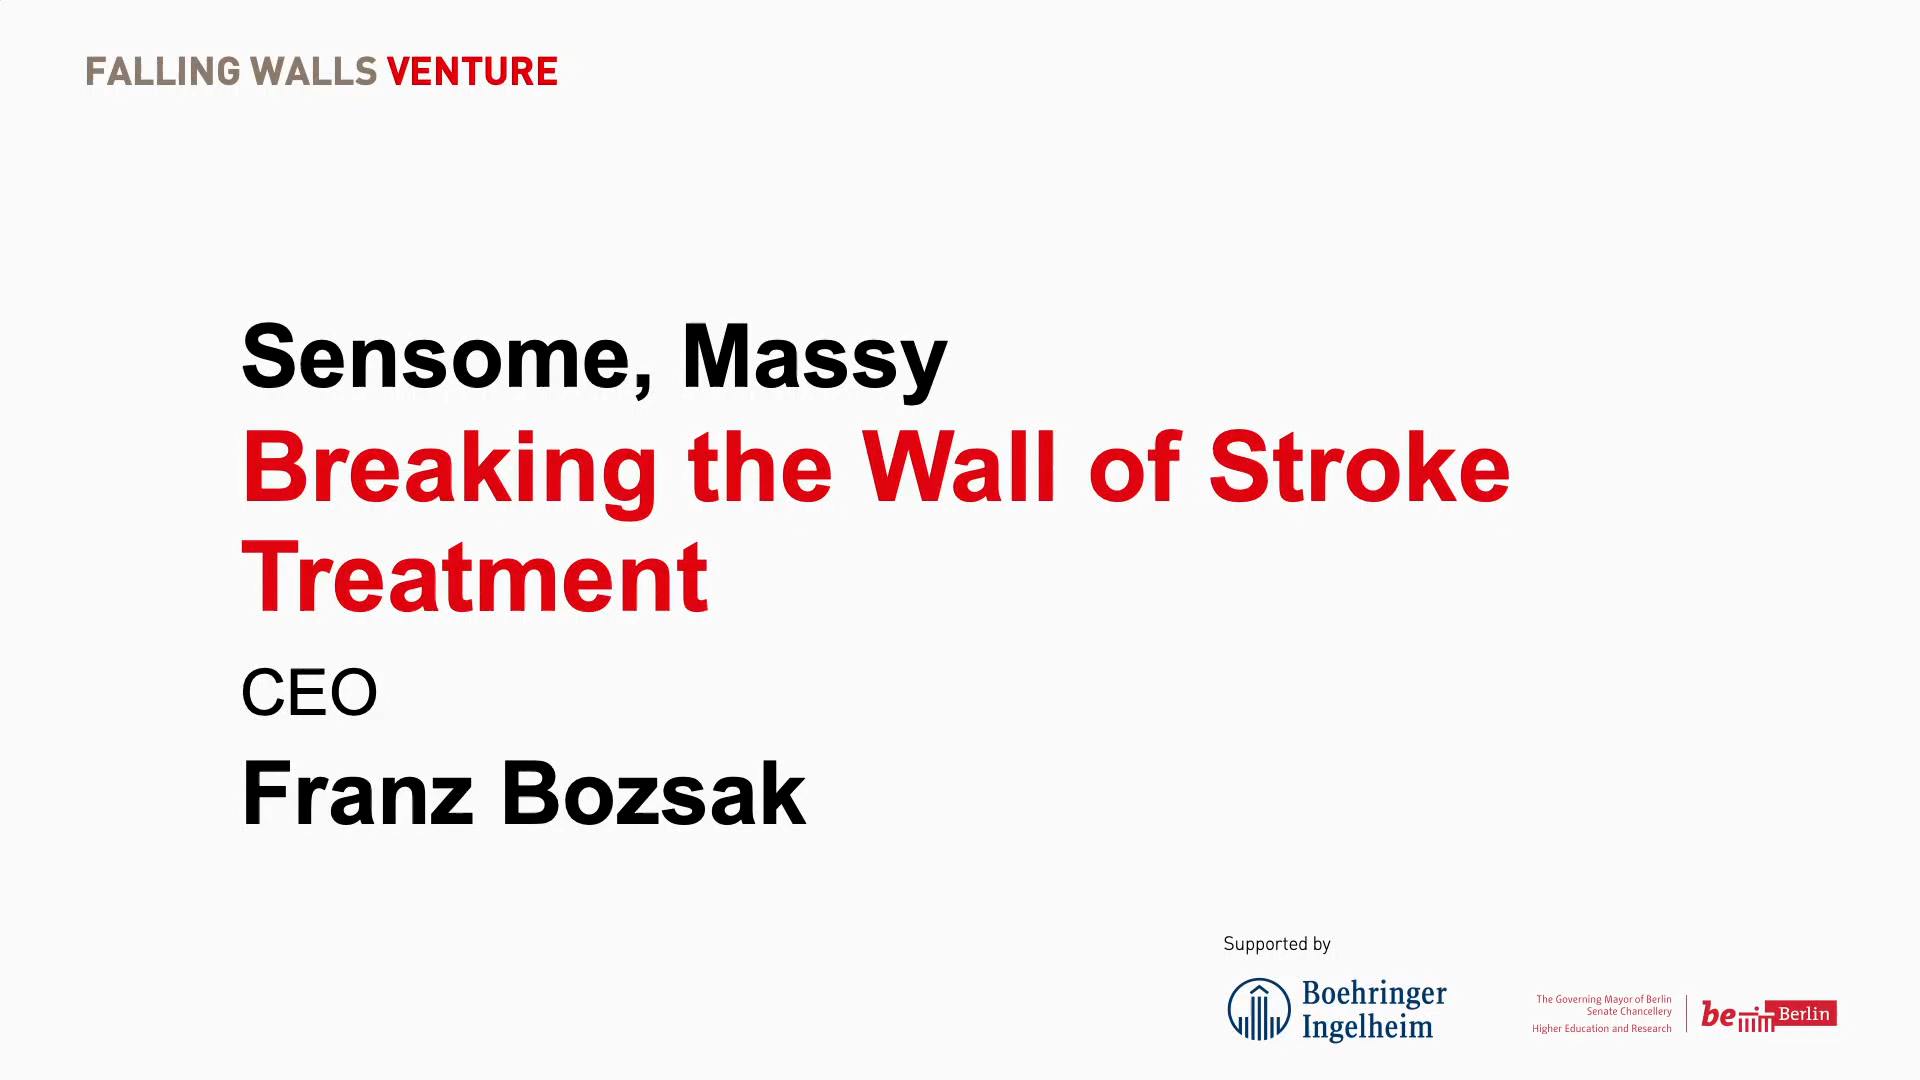 FALLING WALLS VENTURE
Sensome, Massy
Breaking the Wall of Stroke
Treatment
CEO
Franz Bozsak
Supported by
Boehringer
Ingelheim
The Governing Mayor of Berlin
Senate Chancellery
Higher Education and Research
be Berlin